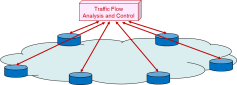 Traffic Flow
Analysis and Control